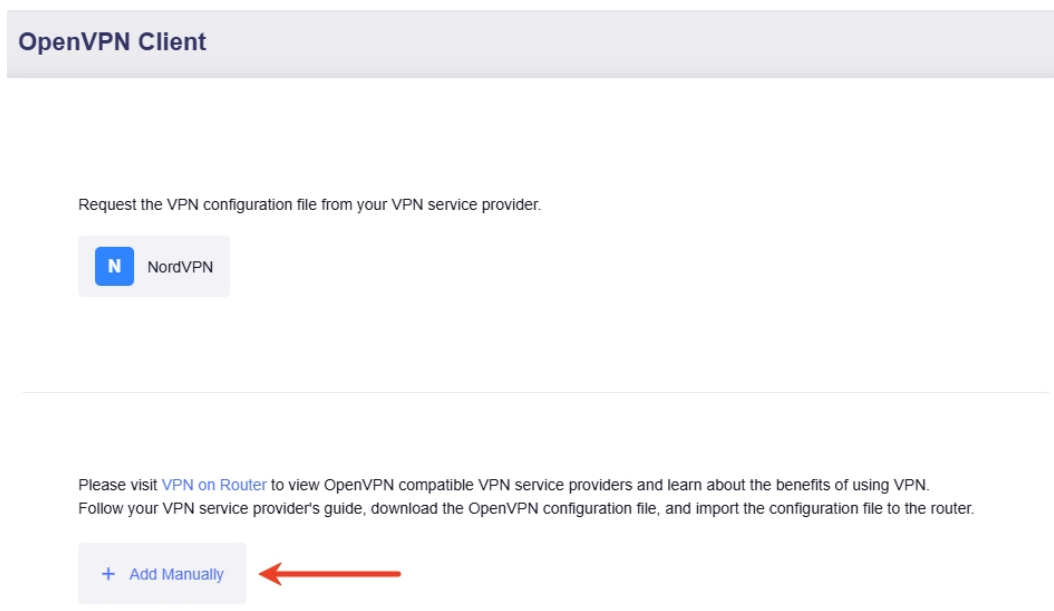 OpenVPN Client
Request the VPN configuration file from your VPN service provider.
N NordVPN
Please visit VPN on Router to view OpenVPN compatible VPN service providers and learn about the benefits of using VPN.
Follow your VPN service provider's guide, download the OpenVPN configuration file, and import the configuration file to the router.
+ Add Manually